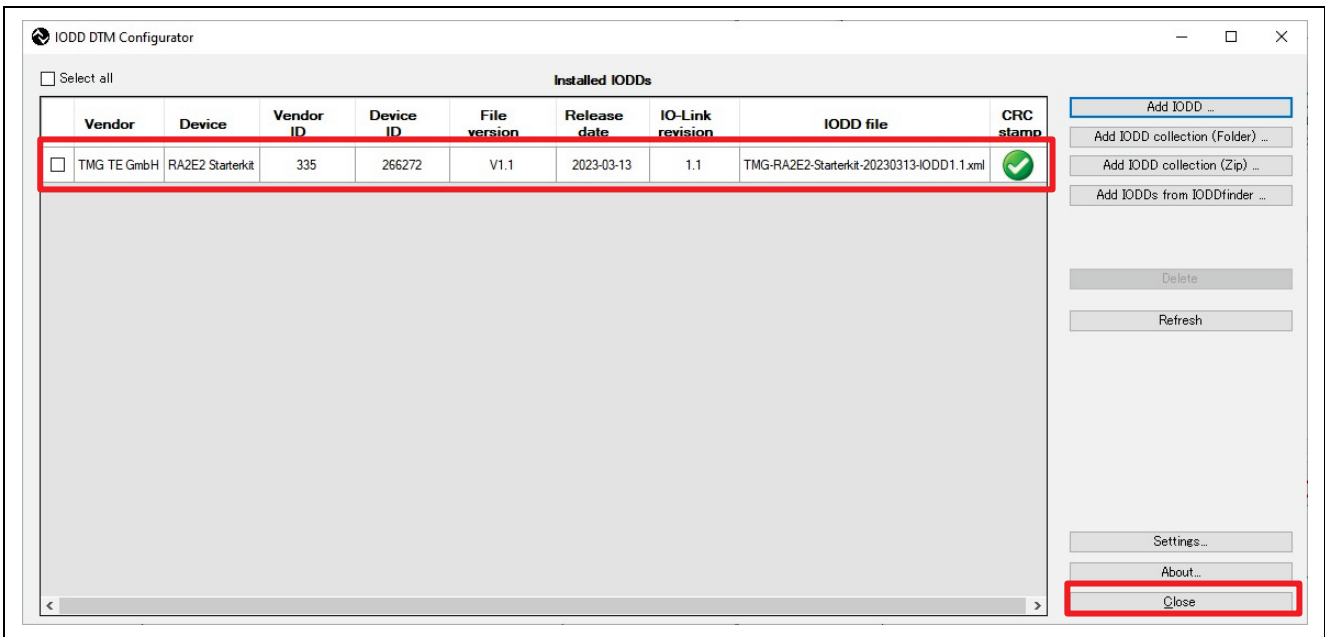 IODD DTM Configurator
Select all
Installed IODDs
Vendor Device Vendor ID Device ID File version Release date IO-Link revision IODD file CRC stamp
TMG TE GmbH RA2E2 Starterkit 335 266272 V1.1 2023-03-13 1.1 TMG-RA2E2-Starterkit-20230313-IODD1.1.xml
Add IODD ...
Add IODD collection (Folder) ...
Add IODD collection (Zip) ...
Add IODDs from IODDfinder ...
Delete
Refresh
Settings...
About...
Close